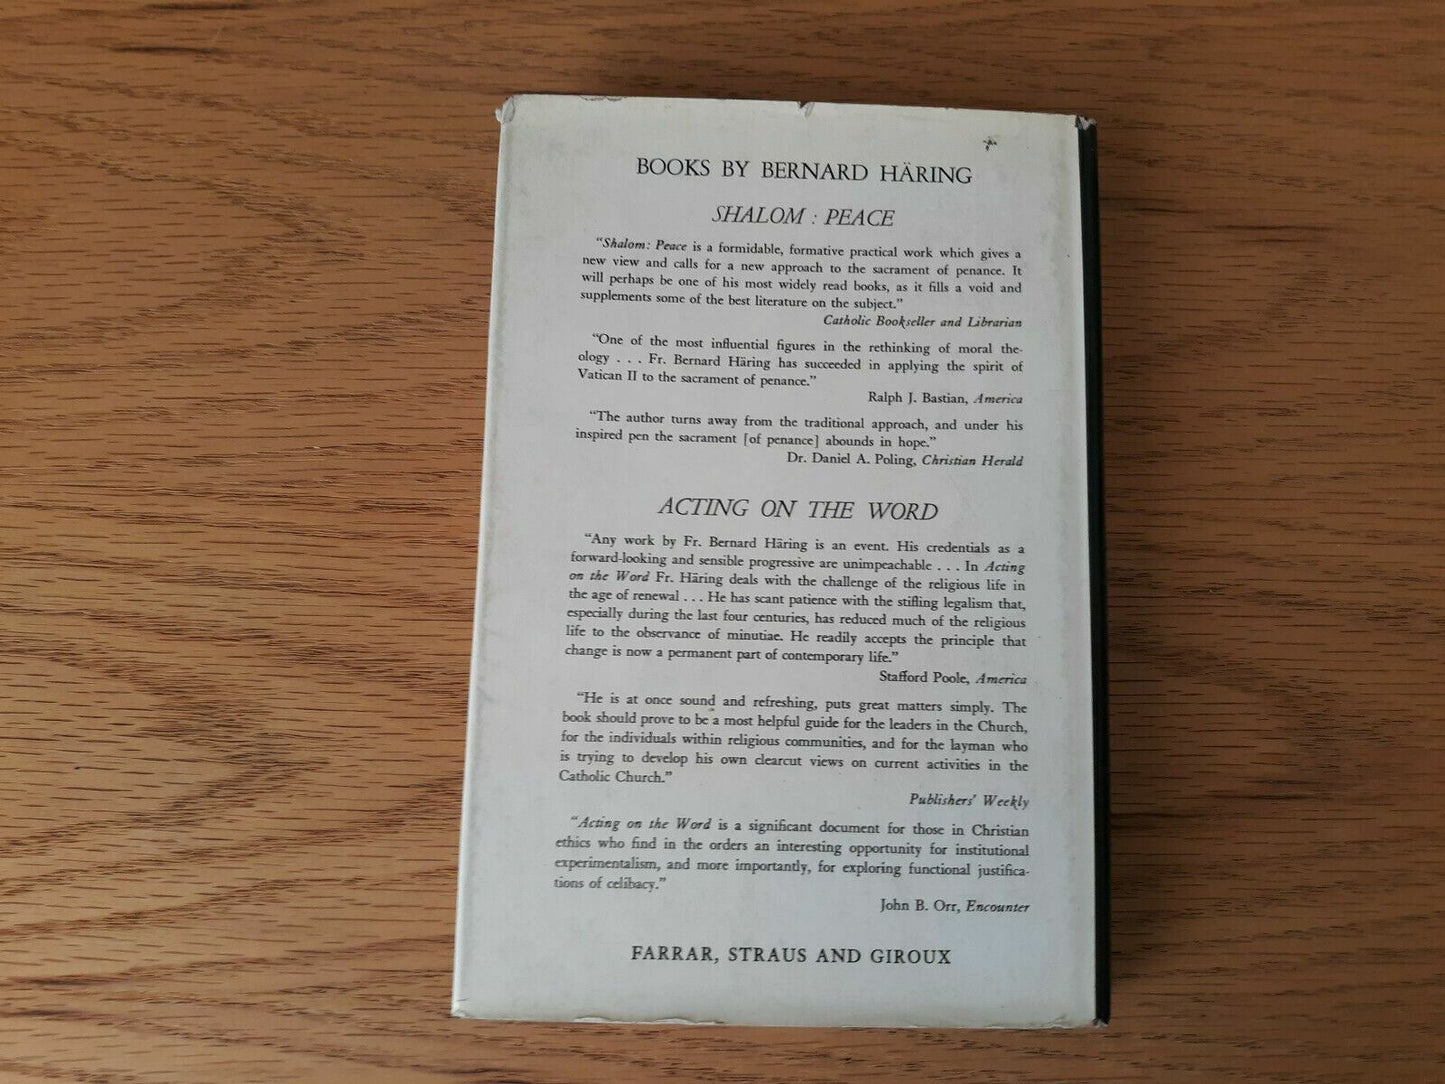 BOOKS BY BERNARD HÄRING
SHALOM : PEACE
"Shalom: Peace is a formidable, formative practical work which gives a
new view and calls for a new approach to the sacrament of penance. It
will perhaps be one of his most widely read books, as it fills a void and
supplements some of the best literature on the subject."
Catholic Bookseller and Librarian
"One of the most influential figures in the rethinking of moral the-
ology . . . Fr. Bernard Häring has succeeded in applying the spirit of
Vatican II to the sacrament of penance."
Ralph J. Bastian, America
"The author turns away from the traditional approach, and under his
inspired pen the sacrament [of penance] abounds in hope."
Dr. Daniel A. Poling, Christian Herald
ACTING ON THE WORD
"Any work by Fr. Bernard Häring is an event. His credentials as a
forward-looking and sensible progressive are unimpeachable . . . In Acting
on the Word Fr. Häring deals with the challenge of the religious life in
the age of renewal . . . He has scant patience with the stifling legalism that,
especially during the last four centuries, has reduced much of the religious
life to the observance of minutiae. He readily accepts the principle that
change is now a permanent part of contemporary life."
Stafford Poole, America
"He is at once sound and refreshing, puts great matters simply. The
book should prove to be a most helpful guide for the leaders in the Church,
for the individuals within religious communities, and for the layman who
is trying to develop his own clearcut views on current activities in the
Catholic Church."
Publishers' Weekly
"Acting on the Word is a significant document for those in Christian
ethics who find in the orders an interesting opportunity for institutional
experimentalism, and more importantly, for exploring functional justifica-
tions of celibacy."
John B. Orr, Encounter
FARRAR, STRAUS AND GIROUX